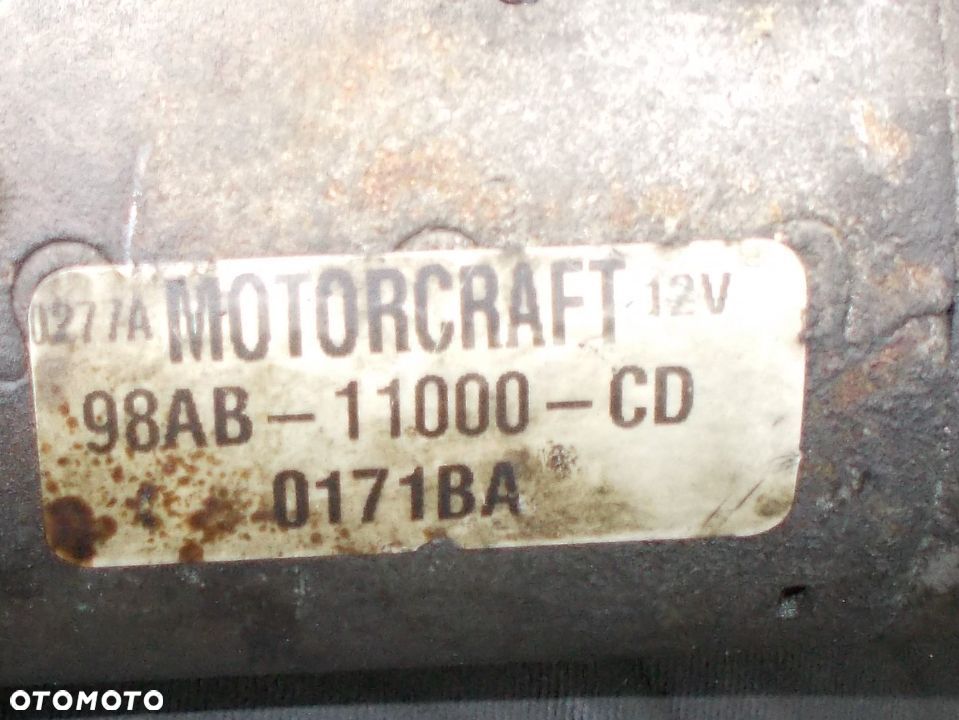 0277A MOTORCRAFT 12V
98AB-11000-CD
0171BA
OTOMOTO